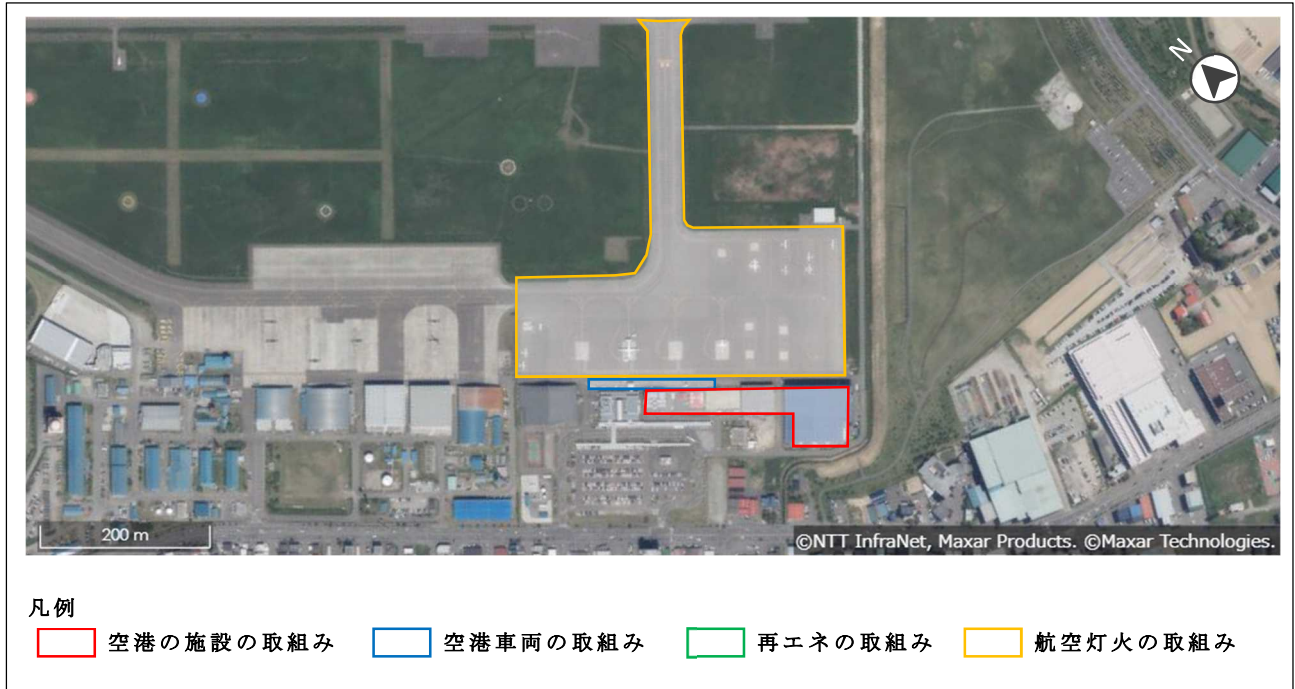 N
200 m
©NTT InfraNet, Maxar Products. ©Maxar Technologies.
凡例
空港の施設の取組み 空港車両の取組み 再エネの取組み 航空灯火の取組み